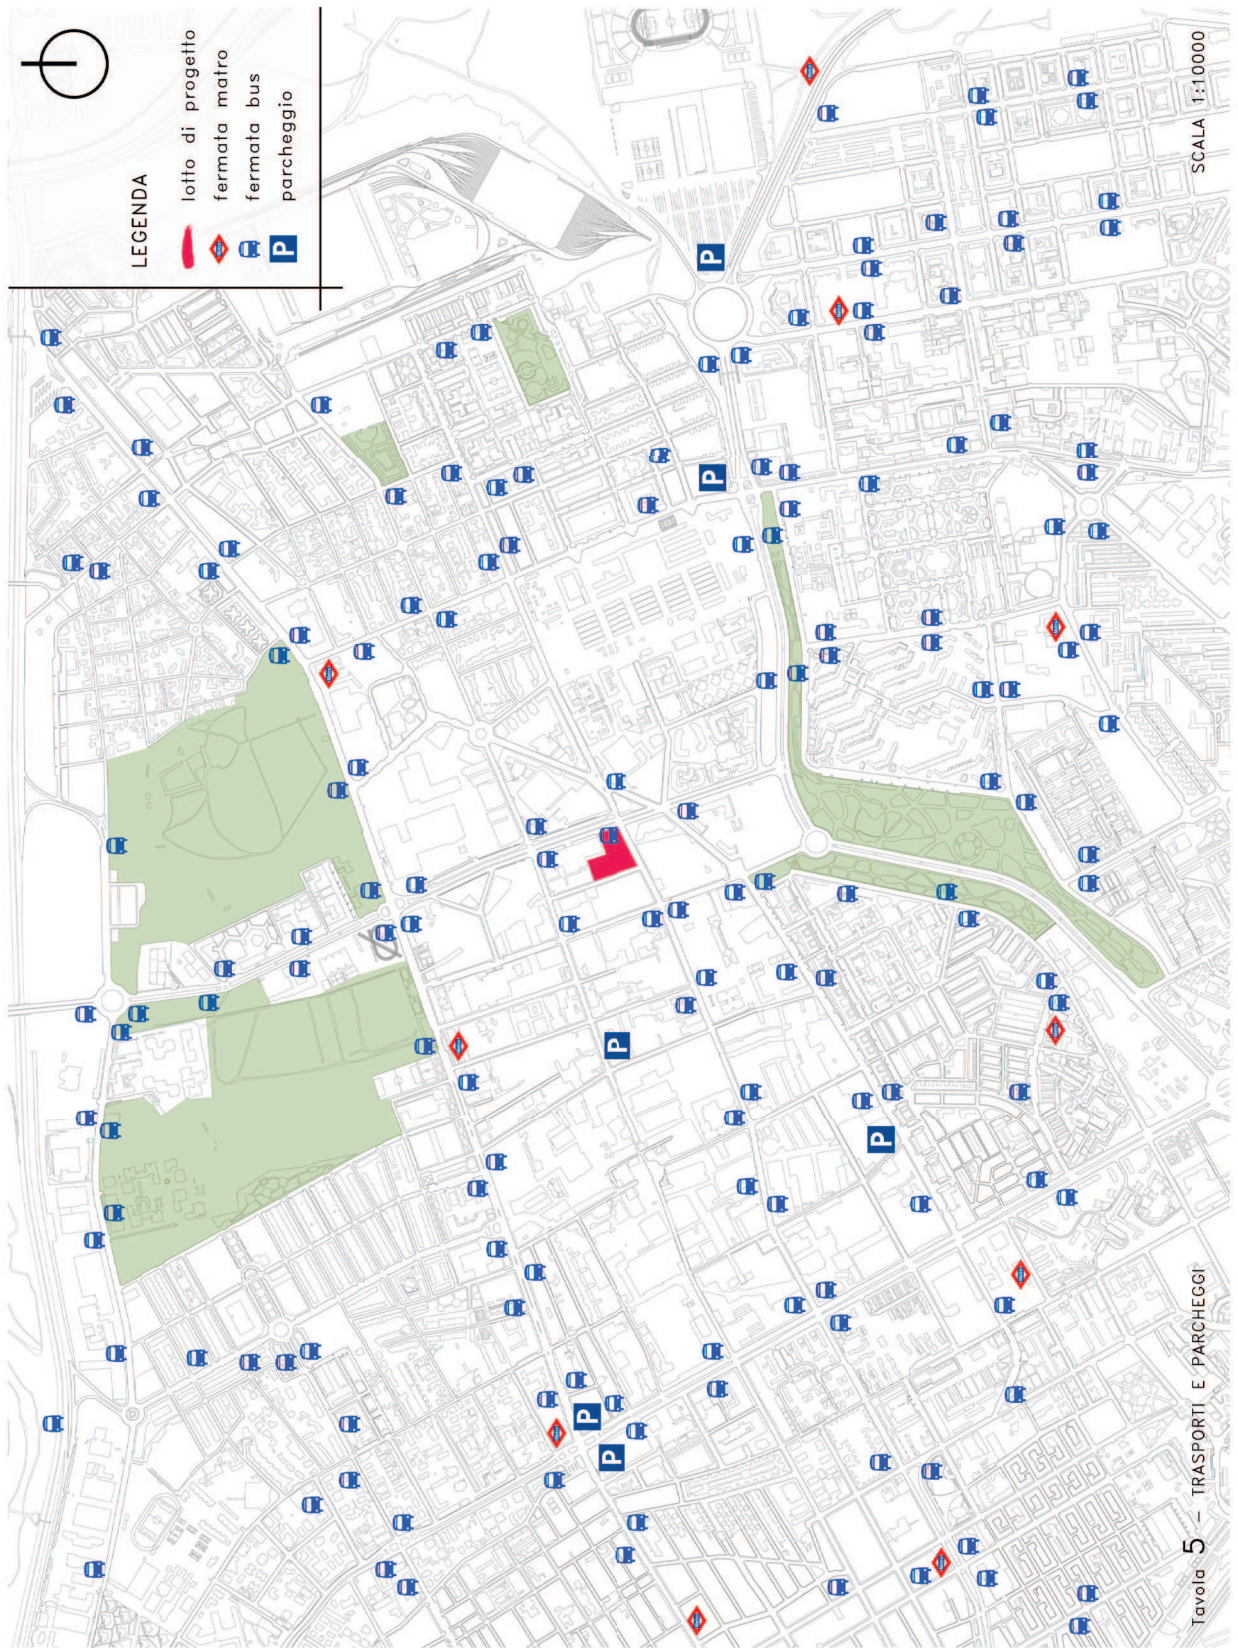 LEGENDA
lotto di progetto
fermata matro
fermata bus
P parcheggio
P
P
P
P
P
P
Tavola 5 – TRASPORTI E PARCHEGGI
SCALA 1:10000